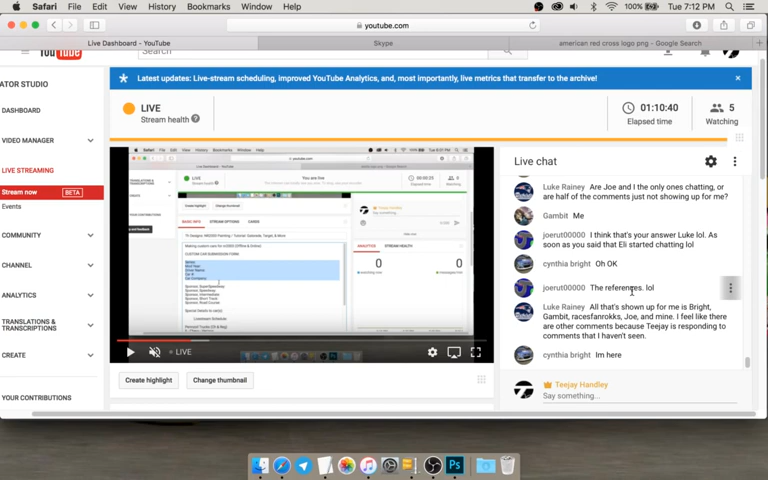 Safari File Edit View History Bookmarks Window Help 100% Tue 7:12 PM
youtube.com
Live Dashboard - YouTube Skype american red cross logo png - Google Search
YouTube Search
ATOR STUDIO
DASHBOARD
VIDEO MANAGER
LIVE STREAMING
Stream now BETA
Events
COMMUNITY
CHANNEL
ANALYTICS
TRANSLATIONS &
TRANSCRIPTIONS
CREATE
YOUR CONTRIBUTIONS
Latest updates: Live-stream scheduling, improved YouTube Analytics, and, most importantly, live metrics that transfer to the archive!
LIVE
Stream health
01:10:40
Elapsed time
5
Watching
LIVE
Create highlight Change thumbnail
Live chat
Luke Rainey Are Joe and I the only ones chatting, or
are half of the comments just not showing up for me?
Gambit Me
joerut00000 I think that's your answer Luke lol. As
soon as you said that Eli started chatting lol
cynthia bright Oh OK
joerut00000 The references. lol
Luke Rainey All that's shown up for me is Bright,
Gambit, racesfanrokks, Joe, and mine. I feel like there
are other comments because Teejay is responding to
comments that I haven't seen.
cynthia bright Im here
Teejay Handley
Say something...